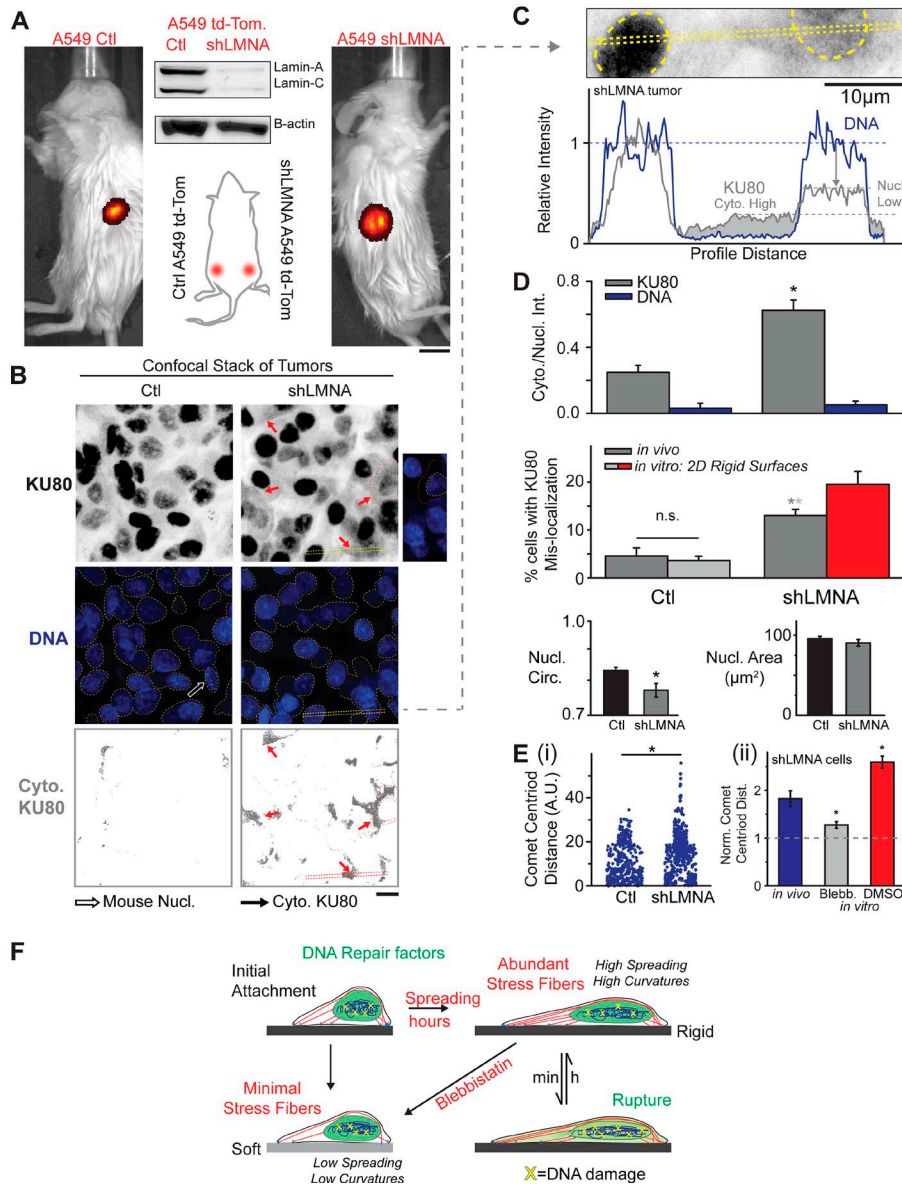 A
A549 Ctl
A549 td-Tom.
Ctl shLMNA
A549 shLMNA
Lamin-A
Lamin-C
B-actin
Ctrl A549 td-Tom
shLMNA A549 td-Tom
B
Confocal Stack of Tumors
Ctl
shLMNA
KU80
DNA
Cyto.
KU80
Mouse Nucl.
Cyto. KU80
C
shLMNA tumor
10µm
DNA
Relative Intensity
1
0
KU80
Cyto. High
Nucl
Low
Profile Distance
D
KU80
DNA
Cyto./Nucl. Int.
0.8
0.4
0.0
*
in vivo
in vitro: 2D Rigid Surfaces
% cells with KU80
Mis-localization
20
10
0
n.s.
**
Ctl
shLMNA
Nucl.
Circ.
1.0
0.7
*
Ctl shLMNA
Nucl. Area
(µm²)
100
0
Ctl shLMNA
E (i)
Comet Centriod
Distance (A.U.)
60
40
20
0
*
Ctl shLMNA
(ii)
shLMNA cells
Norm. Comet
Centriod Dist.
2
1
0
*
*
in vivo Blebb. DMSO
in vitro
F
DNA Repair factors
Initial
Attachment
Spreading
hours
Abundant
Stress Fibers
High Spreading
High Curvatures
Rigid
Minimal
Stress Fibers
Blebbistatin
min h
Rupture
Soft
Low Spreading
Low Curvatures
X=DNA damage